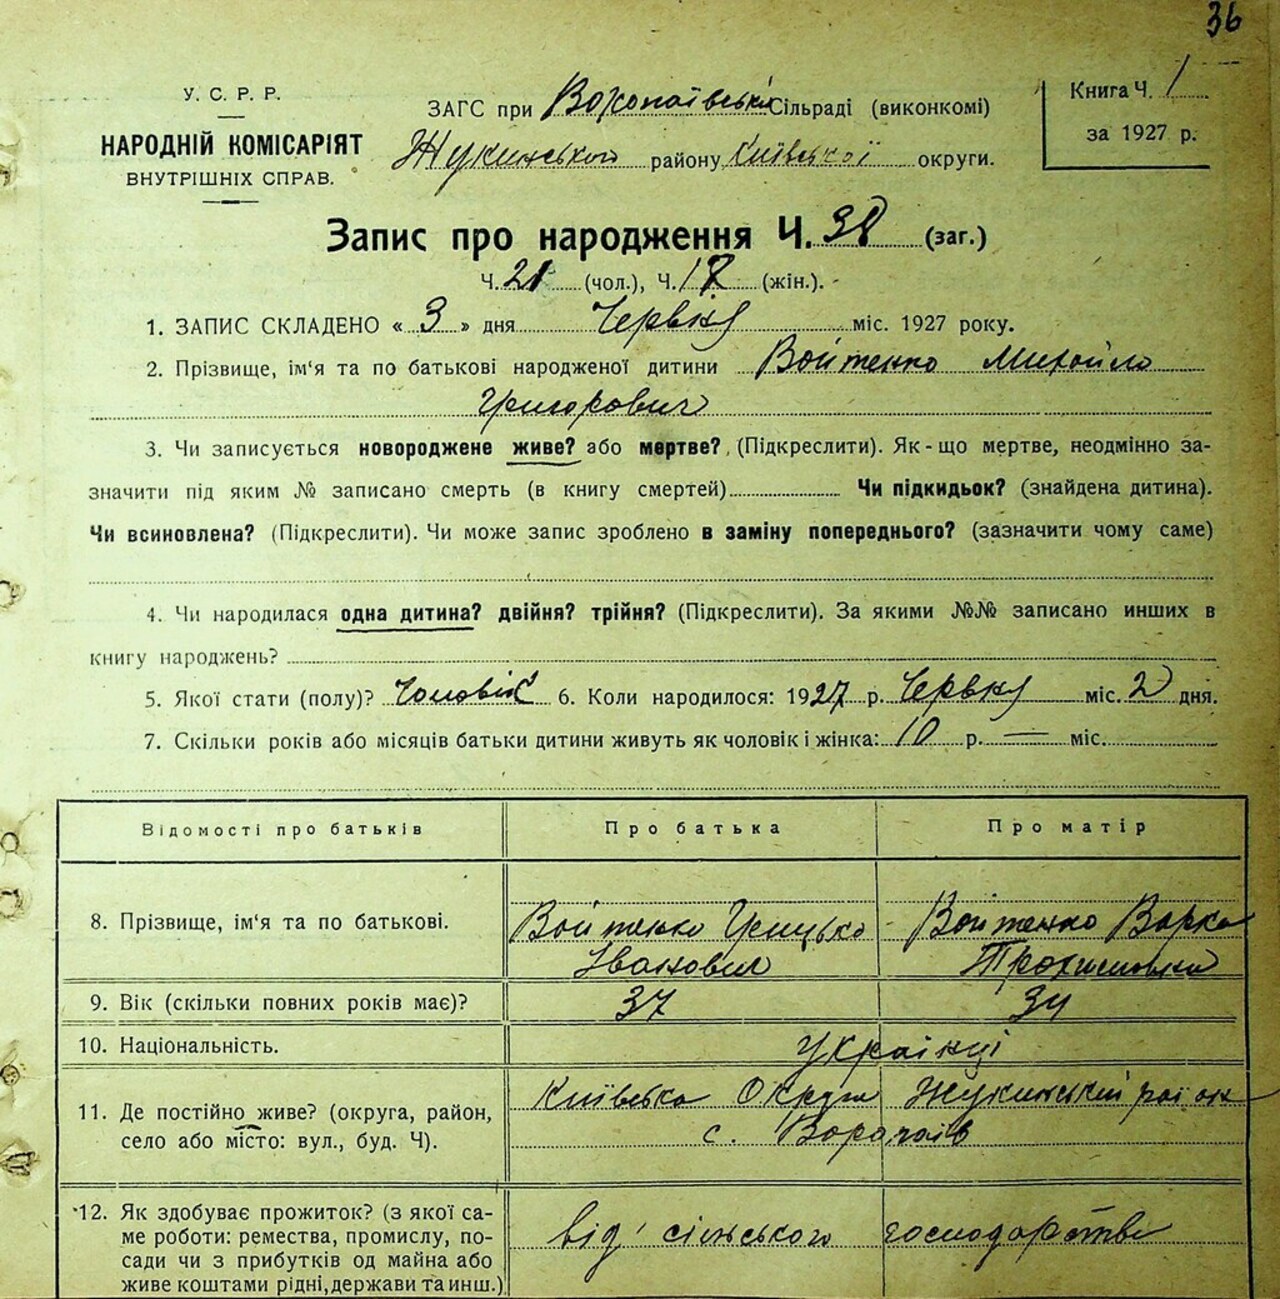 36
У. С. Р. Р.
НАРОДНІЙ КОМІСАРІЯТ
ВНУТРІШНІХ СПРАВ.
ЗАГС при Воропаївській Сільраді (виконкомі)
Жукинського району Київської округи.
Книга Ч. 1
за 1927 р.
Запис про народження Ч. 38 (заг.)
Ч. 21 (чол.), Ч. 17 (жін.).
1. ЗАПИС СКЛАДЕНО « 3 » дня Червня міс. 1927 року.
2. Прізвище, ім'я та по батькові народженої дитини Войтенко Михайло
Григорович
3. Чи записується новороджене живе? або мертве? (Підкреслити). Як-що мертве, неодмінно за-
значити під яким № записано смерть (в книгу смертей) Чи підкидьок? (знайдена дитина).
Чи всиновлена? (Підкреслити). Чи може запис зроблено в заміну попереднього? (зазначити чому саме)
4. Чи народилася одна дитина? двійня? трійня? (Підкреслити). За якими №№ записано инших в
книгу народжень?
5. Якої стати (полу)? Чоловік 6. Коли народилося: 1927 р. Червня міс. 2 дня.
7. Скільки років або місяців батьки дитини живуть як чоловік і жінка: 10 р. — міс.
Відомості про батьків Про батька Про матір
8. Прізвище, ім'я та по батькові. Войтенко Грицько Войтенко Варка
Іванович Трохимовна
9. Вік (скільки повних років має)? 37 34
10. Національність. Українці
11. Де постійно живе? (округа, район, Київська Округа Жукинський район
село або місто: вул., буд. Ч). с. Воропаїв
12. Як здобуває прожиток? (з якої са-
ме роботи: ремества, промислу, по- від сільського господарства
сади чи з прибутків од майна або
живе коштами рідні, держави та инш.)